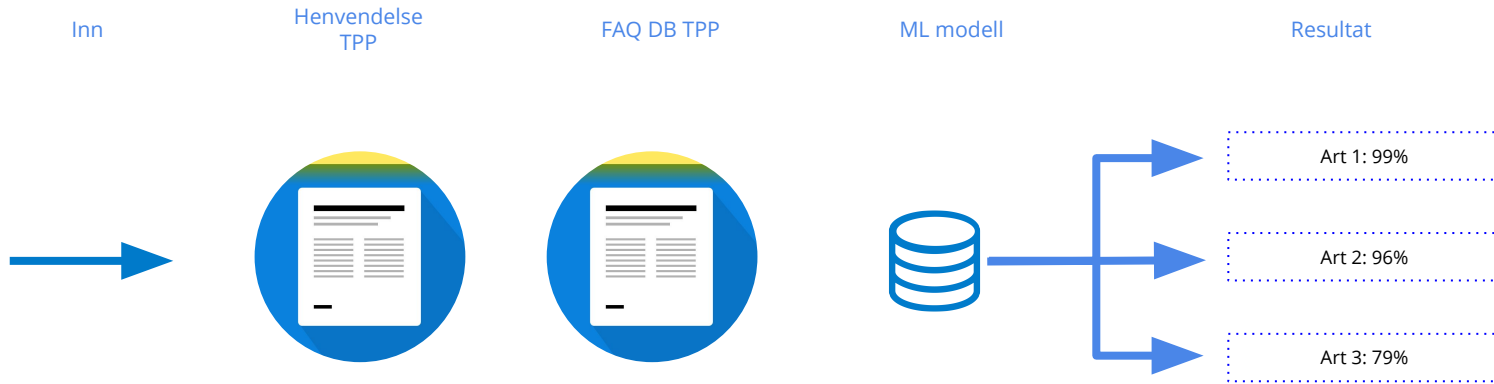 Inn
Henvendelse
TPP
FAQ DB TPP
ML modell
Resultat
Art 1: 99%
Art 2: 96%
Art 3: 79%